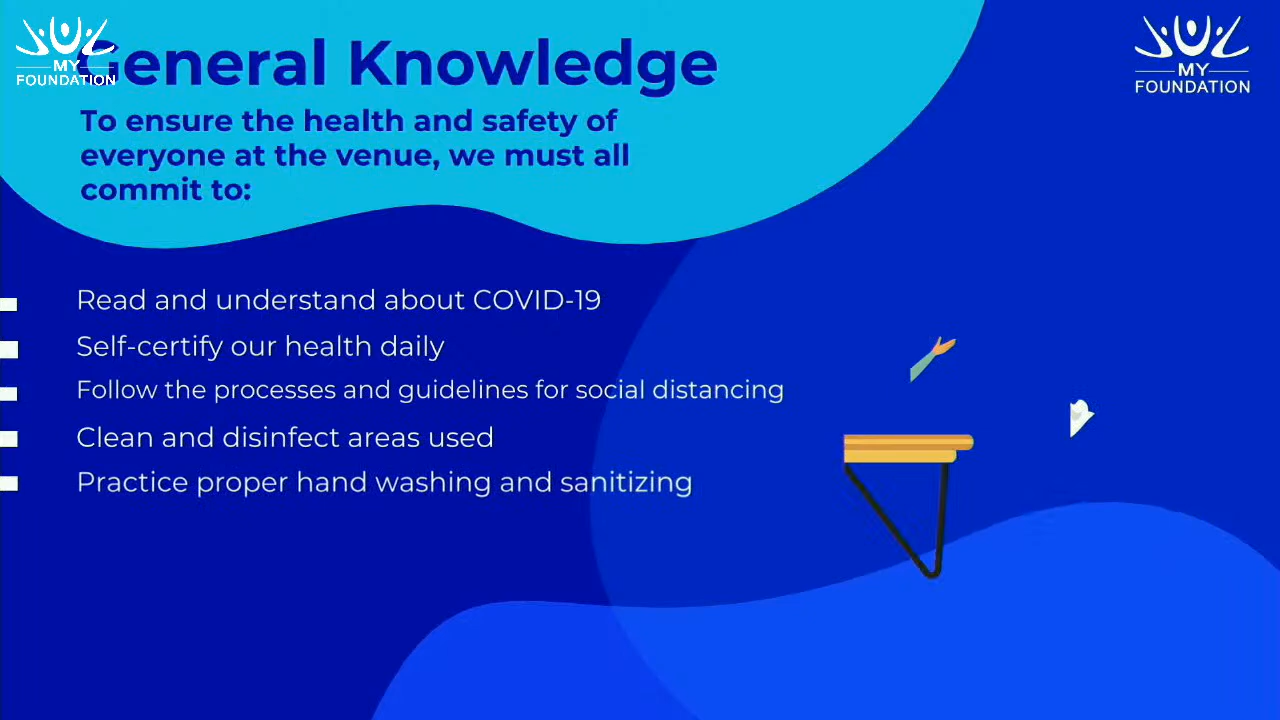 General Knowledge
MY
FOUNDATION
MY
FOUNDATION
To ensure the health and safety of
everyone at the venue, we must all
commit to:
Read and understand about COVID-19
Self-certify our health daily
Follow the processes and guidelines for social distancing
Clean and disinfect areas used
Practice proper hand washing and sanitizing